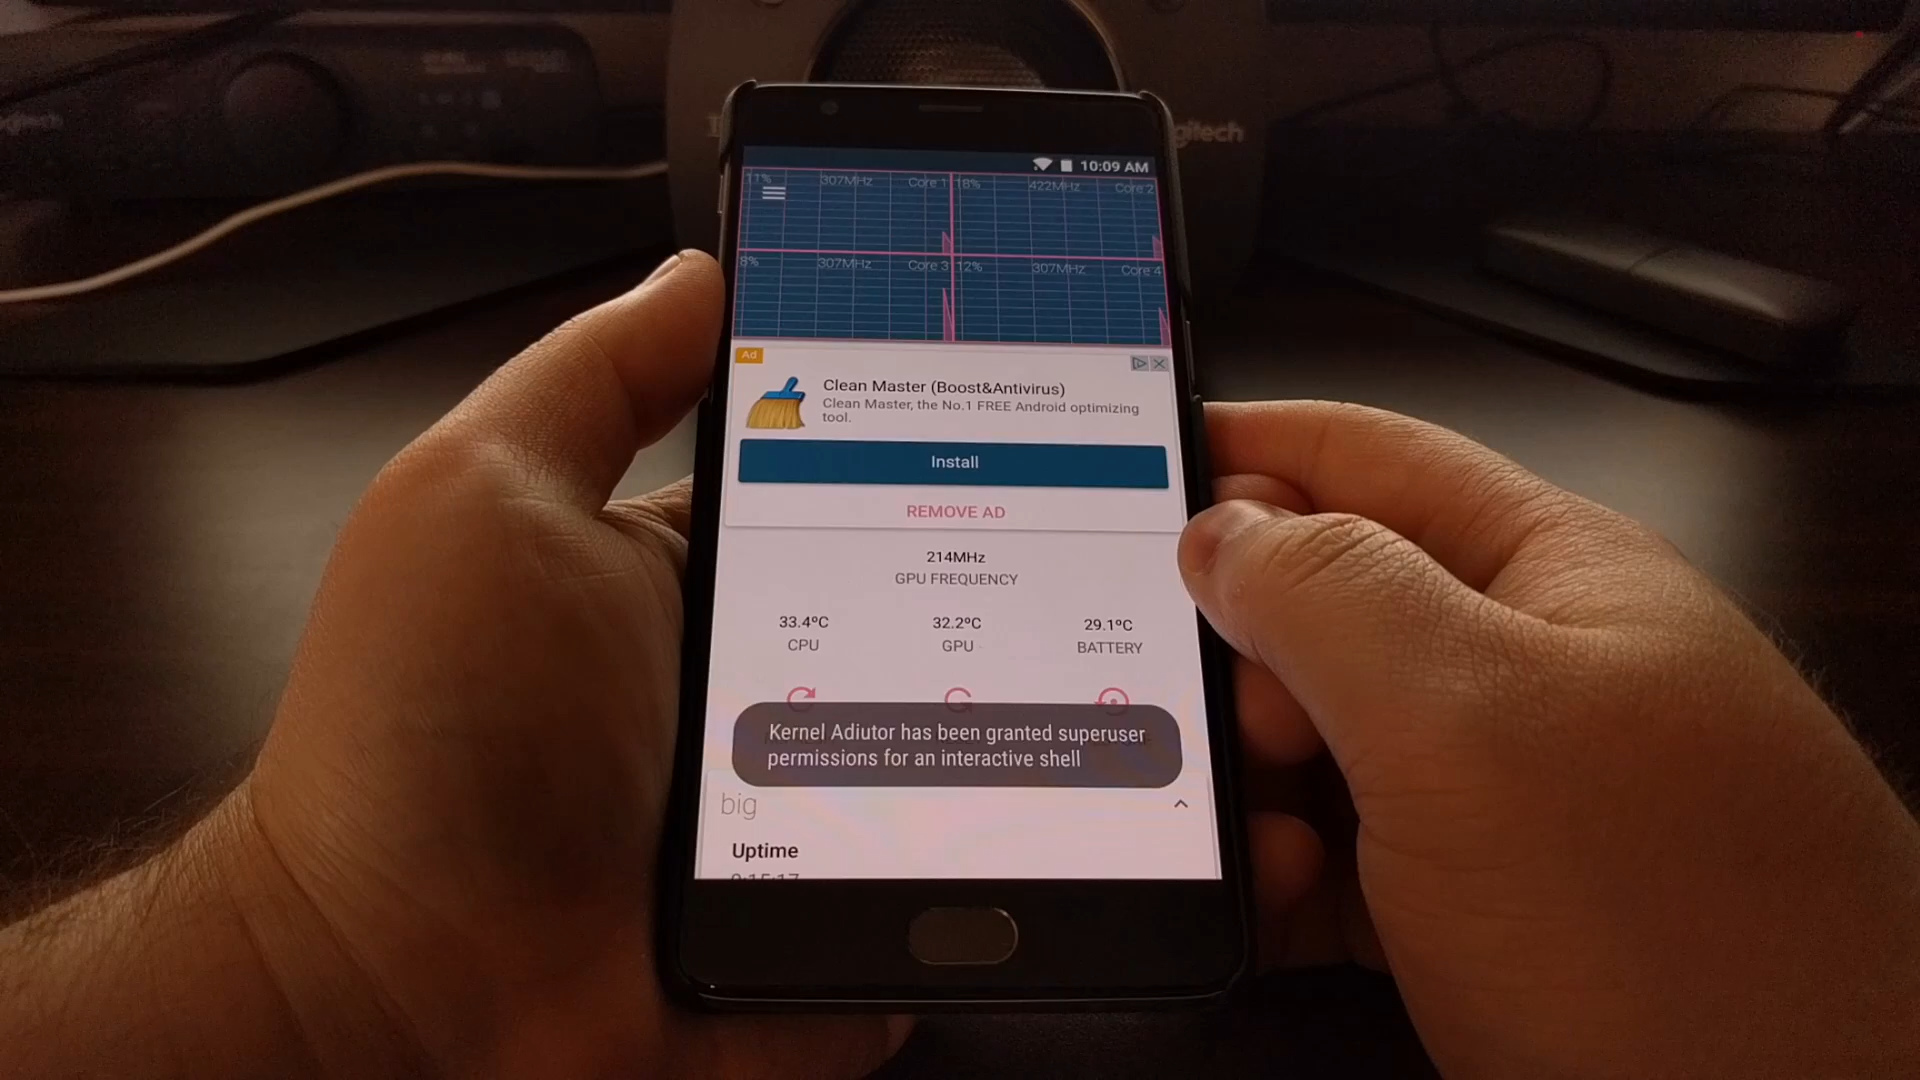 gitech
10:09 AM
11% 307MHz Core 1 18% 422MHz Core 2
8% 307MHz Core 3 12% 307MHz Core 4
Ad
Clean Master (Boost&Antivirus)
Clean Master, the No.1 FREE Android optimizing
tool.
Install
REMOVE AD
214MHz
GPU FREQUENCY
33.4ºC 32.2ºC 29.1ºC
CPU GPU BATTERY
Kernel Adiutor has been granted superuser
permissions for an interactive shell
big
Uptime